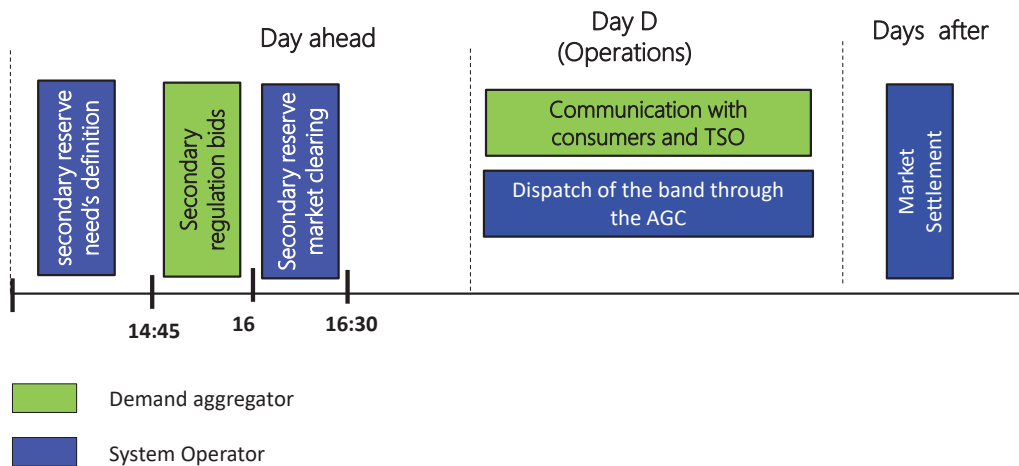 Day ahead
Day D
(Operations)
Days after
secondary reserve
need's definition
Secondary
regulation bids
Secondary reserve
market clearing
Communication with
consumers and TSO
Dispatch of the band through
the AGC
Market
Settlement
14:45
16
16:30
Demand aggregator
System Operator